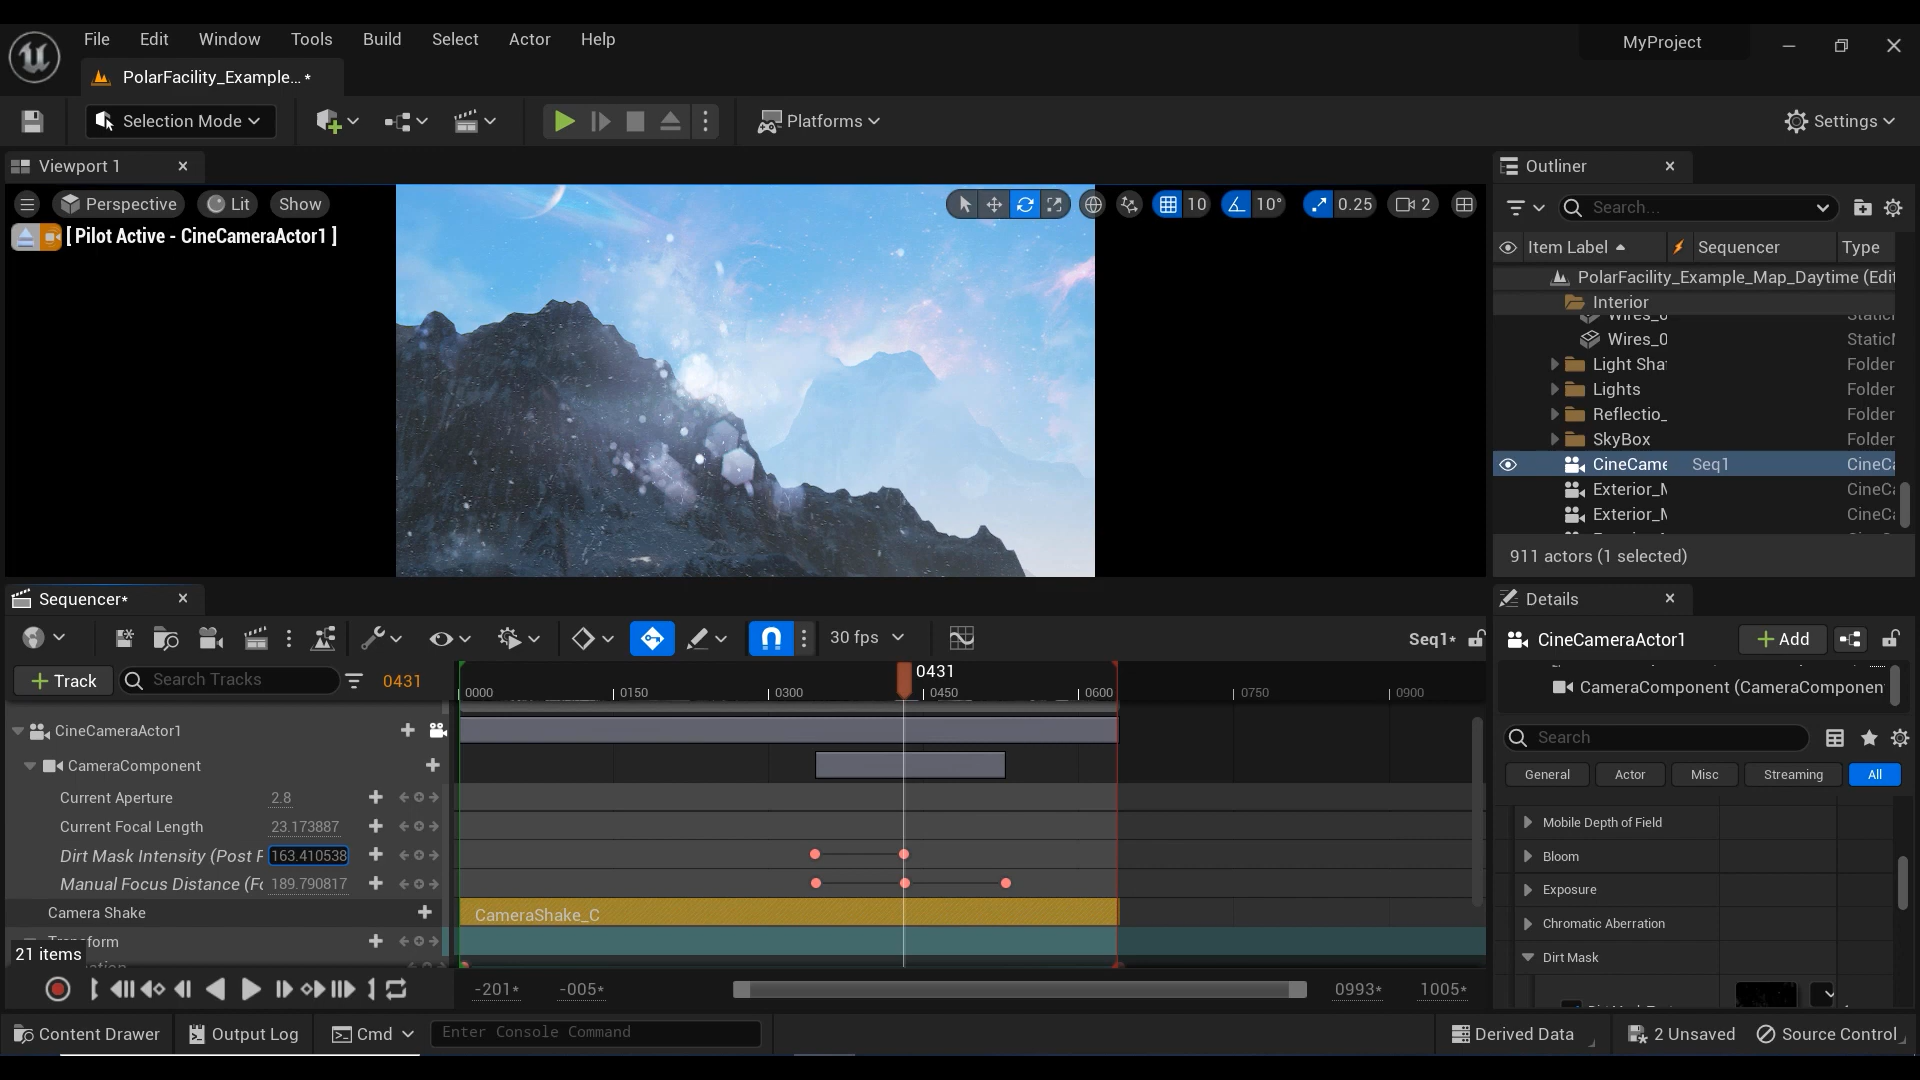 File Edit Window Tools Build Select Actor Help
MyProject
PolarFacility_Example... *
Selection Mode
Platforms
Settings
Viewport 1
Outliner
Perspective
Lit
Show
10
10°
0.25
2
Search...
[ Pilot Active - CineCameraActor1 ]
Item Label Sequencer Type
PolarFacility_Example_Map_Daytime (Edit
Interior
Wires_0
StaticM
Light Sha
Folder
Lights Folder
Reflectio_ Folder
SkyBox Folder
CineCame Seq1 CineCa
Exterior_M CineCa
Exterior_M CineCa
911 actors (1 selected)
Sequencer*
Details
30 fps
Seq1*
CineCameraActor1
Add
Track
Search Tracks
0431
0431
0000 0150 0300 0450 0600 0750 0900
CameraComponent (CameraComponen
CineCameraActor1
Search
CameraComponent
General Actor Misc Streaming All
Current Aperture 2.8
Current Focal Length 23.173887
Mobile Depth of Field
Dirt Mask Intensity (Post P 163.410538
Bloom
Manual Focus Distance (Fo 189.790817
Exposure
Camera Shake
CameraShake_C
Chromatic Aberration
21 items
Dirt Mask
-201* -005* 0993* 1005*
Content Drawer
Output Log
Cmd
Enter Console Command
Derived Data
2 Unsaved
Source Control